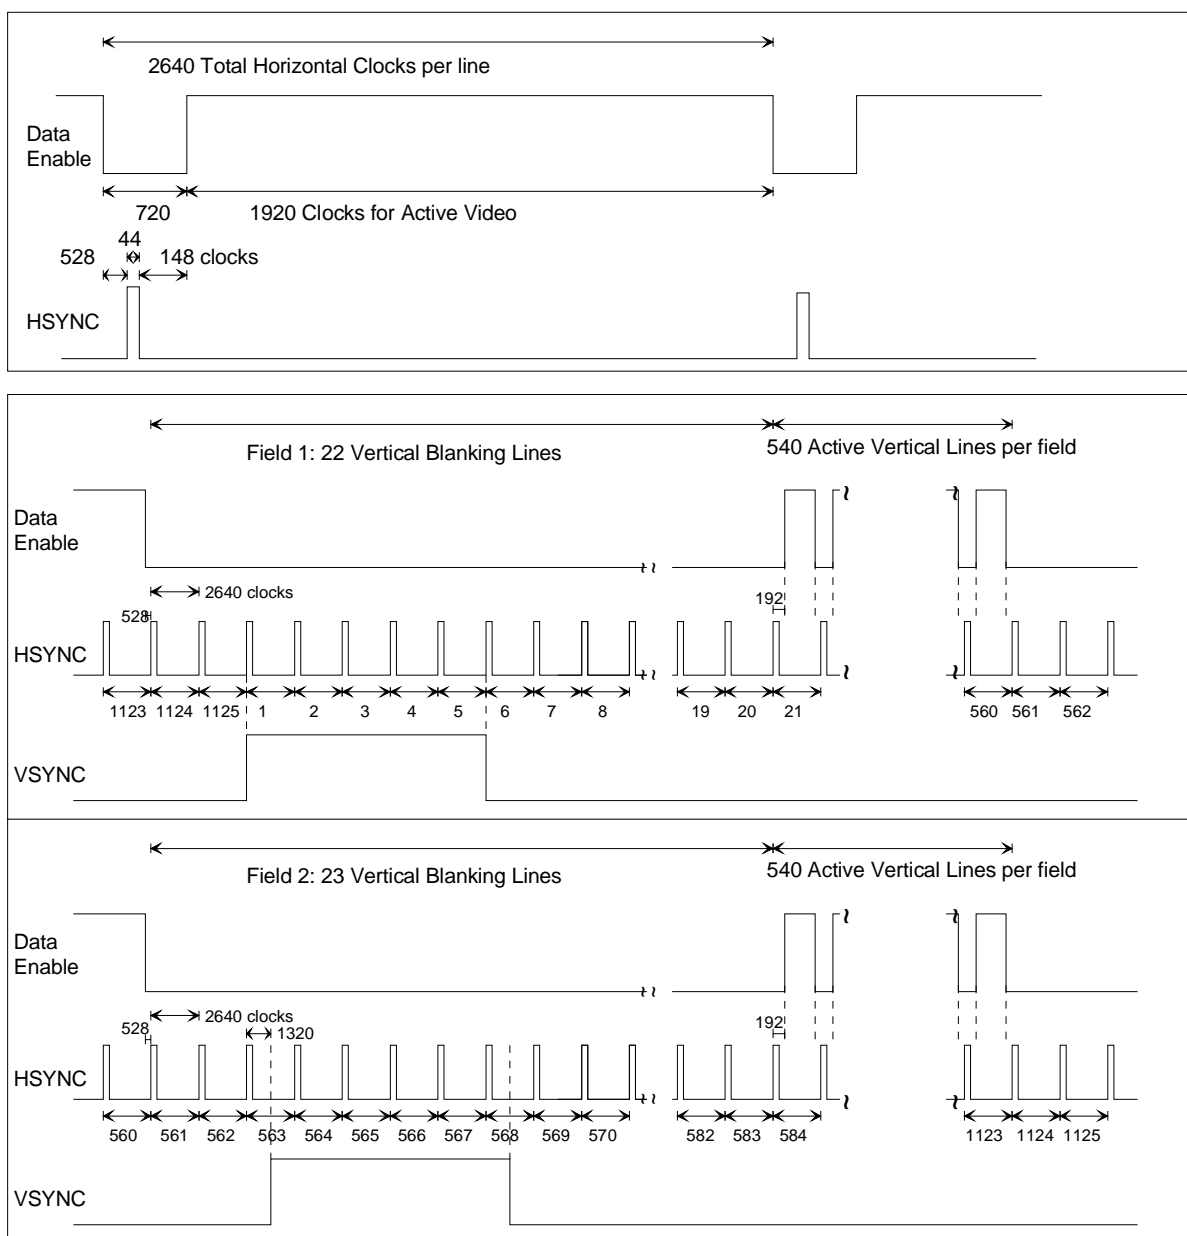 2640 Total Horizontal Clocks per line
Data
Enable
720
1920 Clocks for Active Video
44
528
148 clocks
HSYNC
Field 1: 22 Vertical Blanking Lines
540 Active Vertical Lines per field
Data
Enable
2640 clocks
528
192
HSYNC
1123 1124 1125 1 2 3 4 5 6 7 8 19 20 21 560 561 562
VSYNC
Field 2: 23 Vertical Blanking Lines
540 Active Vertical Lines per field
Data
Enable
2640 clocks
528
1320
192
HSYNC
560 561 562 563 564 565 566 567 568 569 570 582 583 584 1123 1124 1125
VSYNC